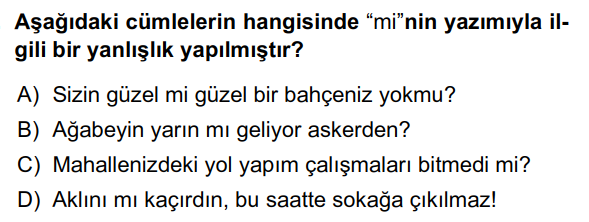 Aşağıdaki cümlelerin hangisinde “mi”nin yazımıyla il-
gili bir yanlışlık yapılmıştır?
A) Sizin güzel mi güzel bir bahçeniz yokmu?
B) Ağabeyin yarın mı geliyor askerden?
C) Mahallenizdeki yol yapım çalışmaları bitmedi mi?
D) Aklını mı kaçırdın, bu saatte sokağa çıkılmaz!